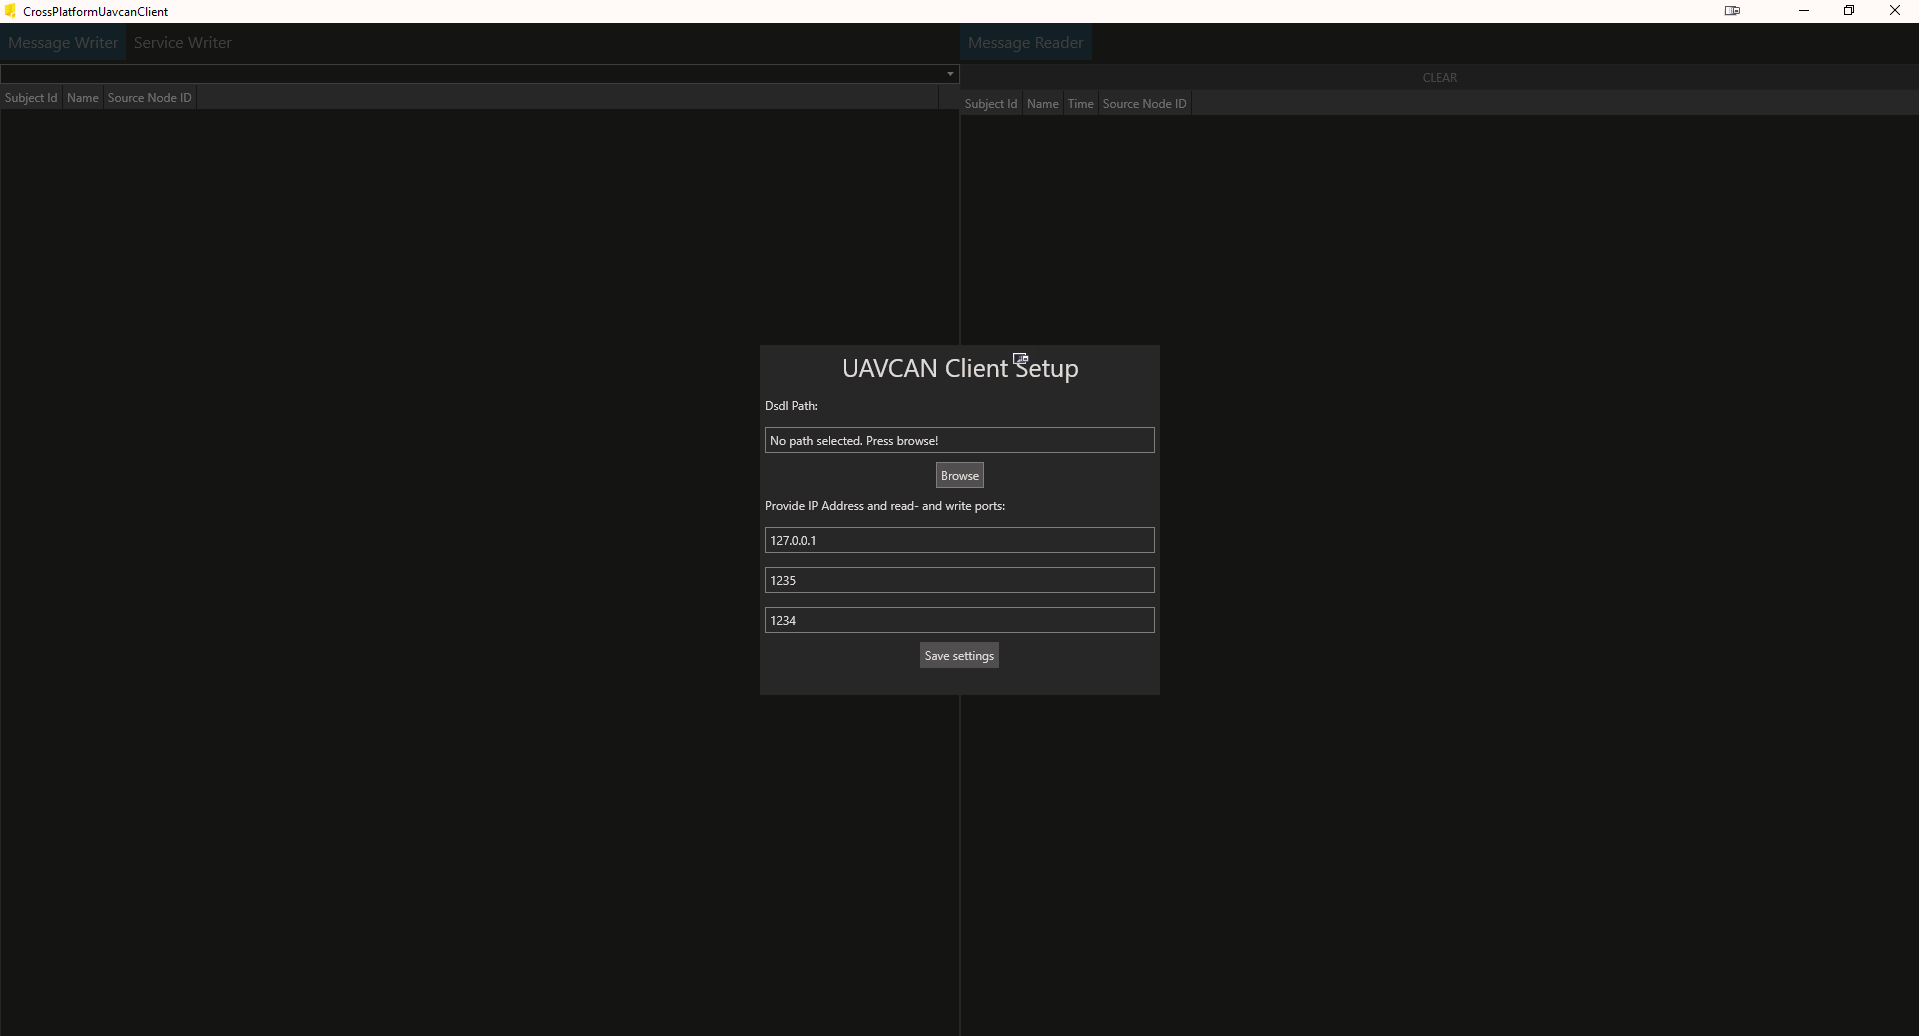 CrossPlatformUavcanClient
Message Writer Service Writer
Subject Id Name Source Node ID
Message Reader
CLEAR
Subject Id Name Time Source Node ID
UAVCAN Client Setup
Dsdl Path:
No path selected. Press browse!
Browse
Provide IP Address and read- and write ports:
127.0.0.1
1235
1234
Save settings